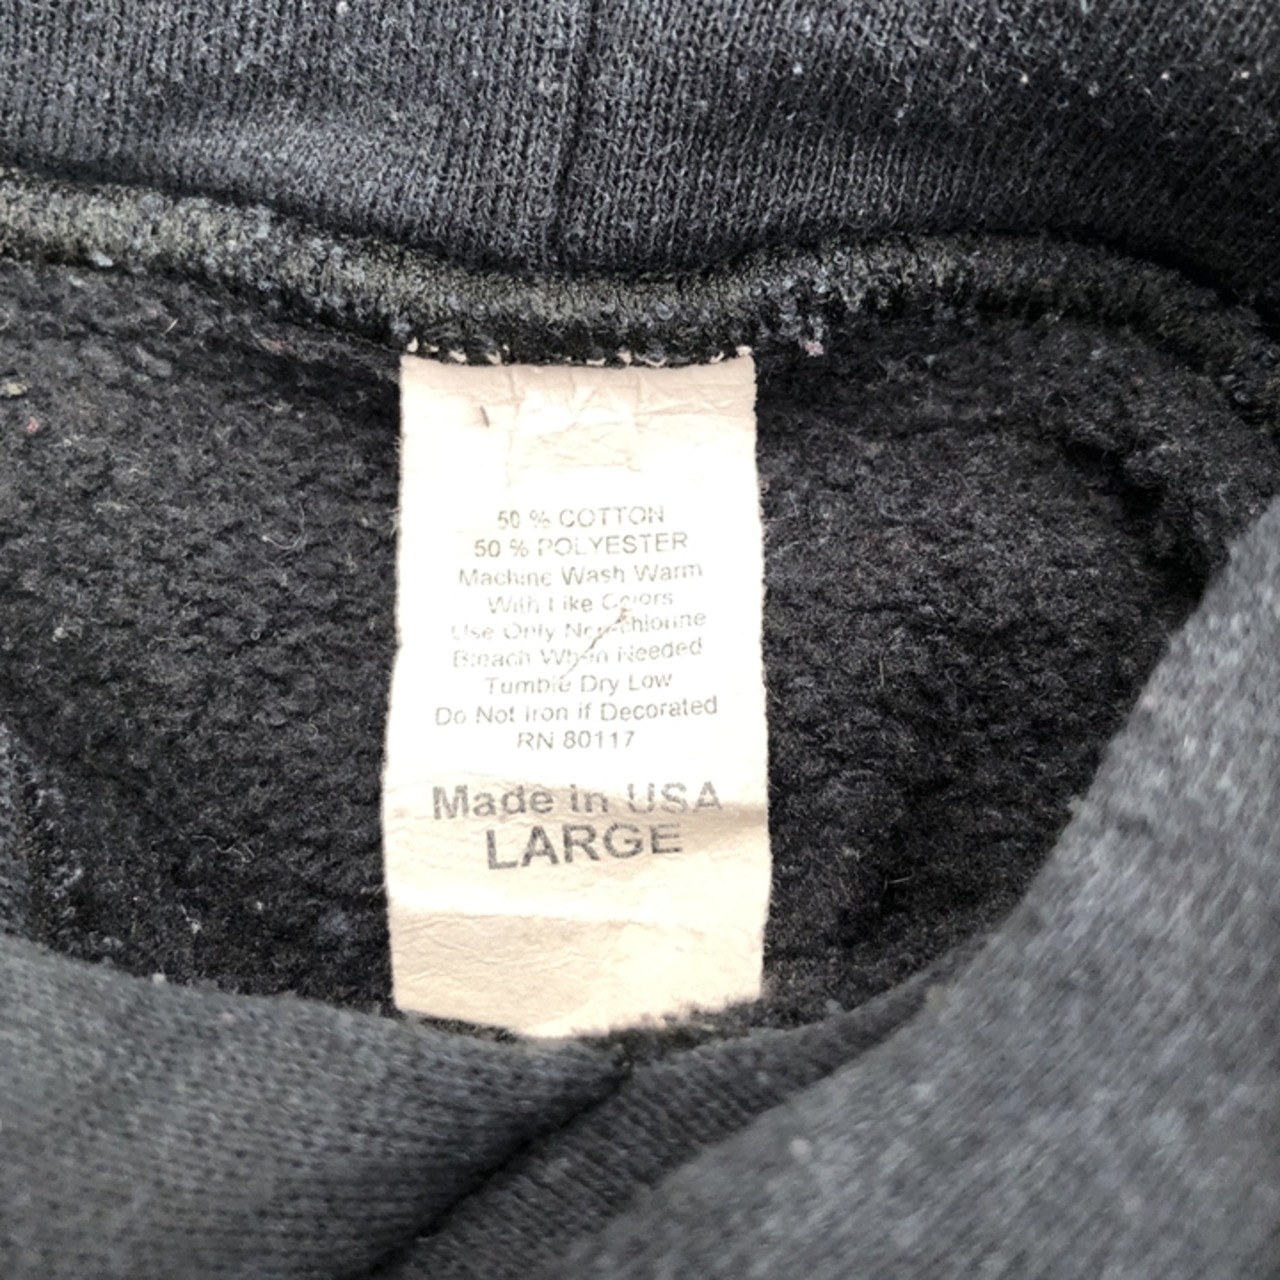 50 % COTTON
50 % POLYESTER
Machine Wash Warm
With Like Colors
Use Only Non-Chlorine
Bleach When Needed
Tumble Dry Low
Do Not Iron if Decorated
RN 80117
Made in USA
LARGE